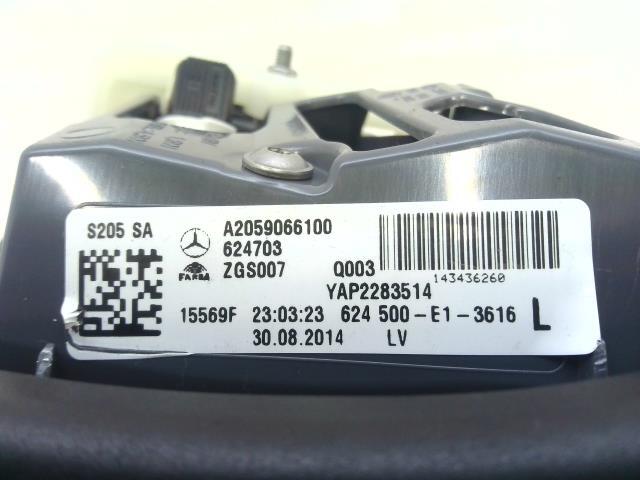 S205 SA
A2059066100
624703
FARBA
ZGS007
Q003
143436260
YAP2283514
15569F 23:03:23 624 500-E1-3616 L
30.08.2014 LV